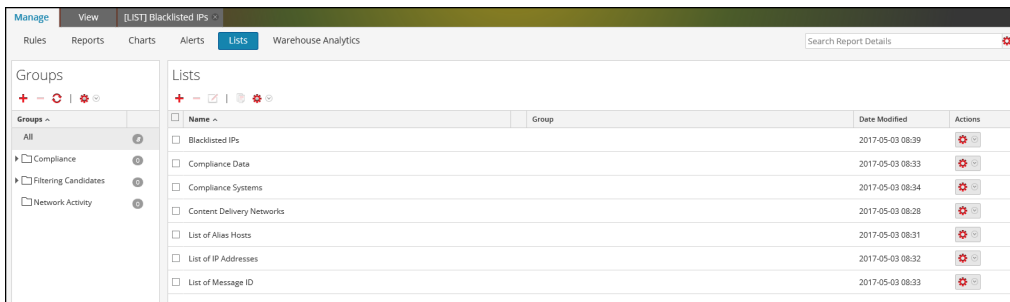 Manage View [LIST] Blacklisted IPs ×
Rules Reports Charts Alerts Lists Warehouse Analytics Search Report Details
Groups
Groups
All
Compliance 0
Filtering Candidates 0
Network Activity 0
Lists
Name Group Date Modified Actions
Blacklisted IPs 2017-05-03 08:39
Compliance Data 2017-05-03 08:33
Compliance Systems 2017-05-03 08:34
Content Delivery Networks 2017-05-03 08:28
List of Alias Hosts 2017-05-03 08:31
List of IP Addresses 2017-05-03 08:32
List of Message ID 2017-05-03 08:33